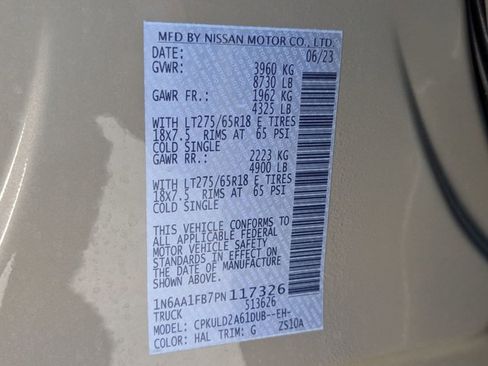 MFD BY NISSAN MOTOR CO., LTD.
DATE: 06/23
GVWR: 3960 KG
8730 LB
GAWR FR.: 1962 KG
4325 LB
WITH LT275/65R18 E TIRES
18X7.5 RIMS AT 65 PSI
COLD SINGLE
GAWR RR.: 2223 KG
4900 LB
WITH LT275/65R18 E TIRES
18X7.5 RIMS AT 65 PSI
COLD SINGLE
THIS VEHICLE CONFORMS TO
ALL APPLICABLE FEDERAL
MOTOR VEHICLE SAFETY
STANDARDS IN EFFECT ON
THE DATE OF MANUFACTURE
SHOWN ABOVE.
1N6AA1FB7PN117326
TRUCK 513626
MODEL: CPKULD2A61DUB--EH-
COLOR: HAL TRIM: G ZS10A